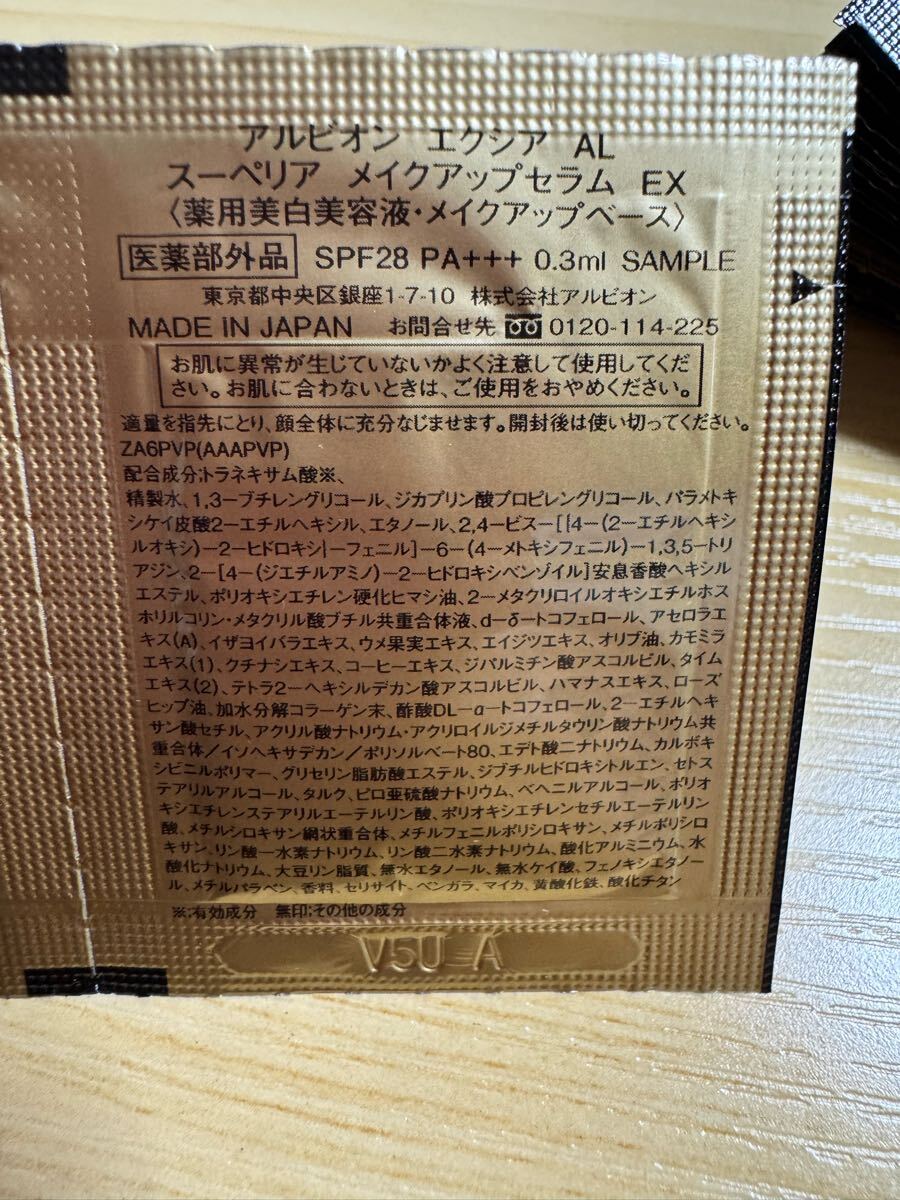 アルビオン エクシア AL
スーペリア メイクアップセラム EX
〈薬用美白美容液・メイクアップベース〉
医薬部外品 SPF28 PA+++ 0.3ml SAMPLE
東京都中央区銀座1-7-10 株式会社アルビオン
MADE IN JAPAN お問合せ先 0120-114-225
お肌に異常が生じていないかよく注意して使用してくだ
さい。お肌に合わないときは、ご使用をおやめください。
適量を指先にとり、顔全体に充分なじませます。開封後は使い切ってください。
ZA6PVP(AAAPVP)
配合成分;トラネキサム酸※、
精製水、1,3−ブチレングリコール、ジカプリン酸プロピレングリコール、パラメトキ
シケイ皮酸2−エチルヘキシル、エタノール、2,4−ビス−[{4−(2−エチルヘキシ
ルオキシ)−2−ヒドロキシ}−フェニル]−6−(4−メトキシフェニル)−1,3,5−トリ
アジン、2−[4−(ジエチルアミノ)−2−ヒドロキシベンゾイル]安息香酸ヘキシル
エステル、ポリオキシエチレン硬化ヒマシ油、2−メタクリロイルオキシエチルホス
ホリルコリン・メタクリル酸ブチル共重合体液、d−δ−トコフェロール、アセロラエ
キス(A)、イザヨイバラエキス、ウメ果実エキス、エイジツエキス、オリブ油、カモミラ
エキス(1)、クチナシエキス、コーヒーエキス、ジパルミチン酸アスコルビル、タイム
エキス(2)、テトラ2−ヘキシルデカン酸アスコルビル、ハマナスエキス、ローズ
ヒップ油、加水分解コラーゲン末、酢酸DL−α−トコフェロール、2−エチルヘキ
サン酸セチル、アクリル酸ナトリウム・アクリロイルジメチルタウリン酸ナトリウム共
重合体/イソヘキサデカン/ポリソルベート80、エデト酸二ナトリウム、カルボキ
シビニルポリマー、グリセリン脂肪酸エステル、ジブチルヒドロキシトルエン、セトス
テアリルアルコール、タルク、ピロ亜硫酸ナトリウム、ベヘニルアルコール、ポリオ
キシエチレンステアリルエーテルリン酸、ポリオキシエチレンセチルエーテルリン
酸、メチルシロキサン網状重合体、メチルフェニルポリシロキサン、メチルポリシロ
キサン、リン酸一水素ナトリウム、リン酸二水素ナトリウム、酸化アルミニウム、水
酸化ナトリウム、大豆リン脂質、無水エタノール、無水ケイ酸、フェノキシエタノー
ル、メチルパラベン、香料、セリサイト、ベンガラ、マイカ、黄酸化鉄、酸化チタン
※;有効成分 無印;その他の成分
V5U A